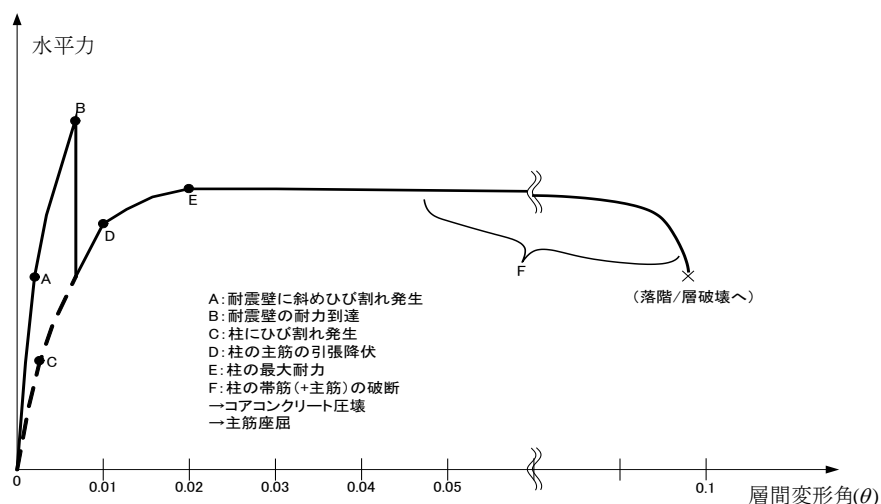 水平力
B
E
D
A
F
(落階/層破壊へ)
C
A:耐震壁に斜めひび割れ発生
B:耐震壁の耐力到達
C:柱にひび割れ発生
D:柱の主筋の引張降伏
E:柱の最大耐力
F:柱の帯筋(+主筋)の破断
→コアコンクリート圧壊
→主筋座屈
0 0.01 0.02 0.03 0.04 0.05 0.1
層間変形角(θ)